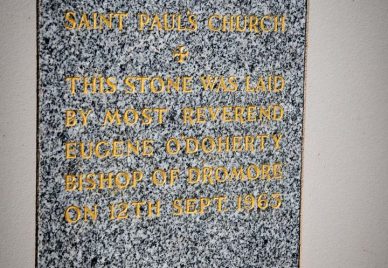 SAINT PAUL'S CHURCH
THIS STONE WAS LAID
BY MOST REVEREND
EUGENE O'DOHERTY
BISHOP OF DROMORE
ON 12TH SEPT 1963